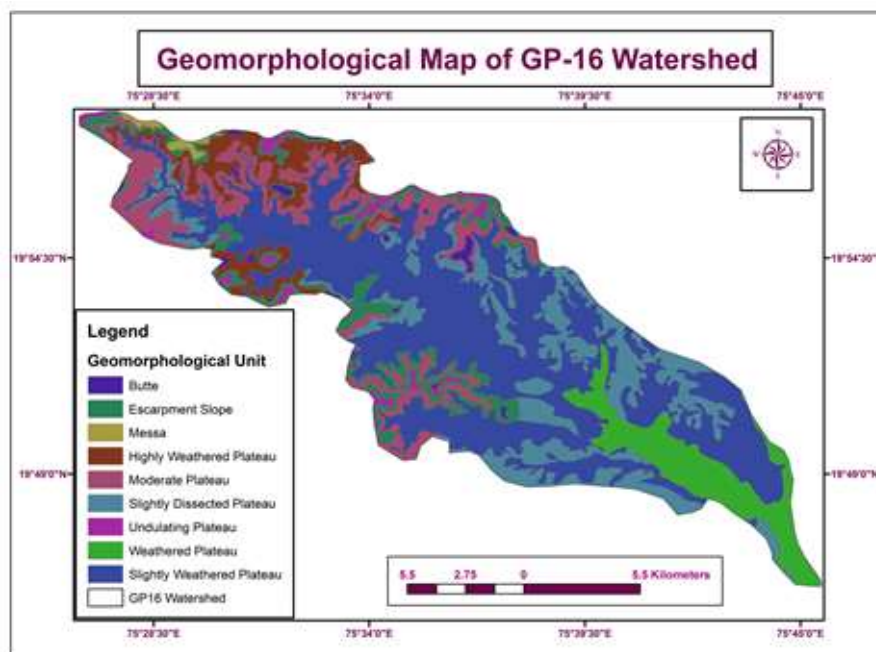 Geomorphological Map of GP-16 Watershed
75°28'30"E 75°34'0"E 75°39'30"E 75°45'0"E
N
W E
S
19°54'30"N 19°54'30"N
Legend
Geomorphological Unit
Butte
Escarpment Slope
Messa
Highly Weathered Plateau
Moderate Plateau
Slightly Dissected Plateau
Undulating Plateau
Weathered Plateau
Slightly Weathered Plateau
GP16 Watershed
19°49'0"N 19°49'0"N
5.5 2.75 0 5.5 Kilometers
75°28'30"E 75°34'0"E 75°39'30"E 75°45'0"E